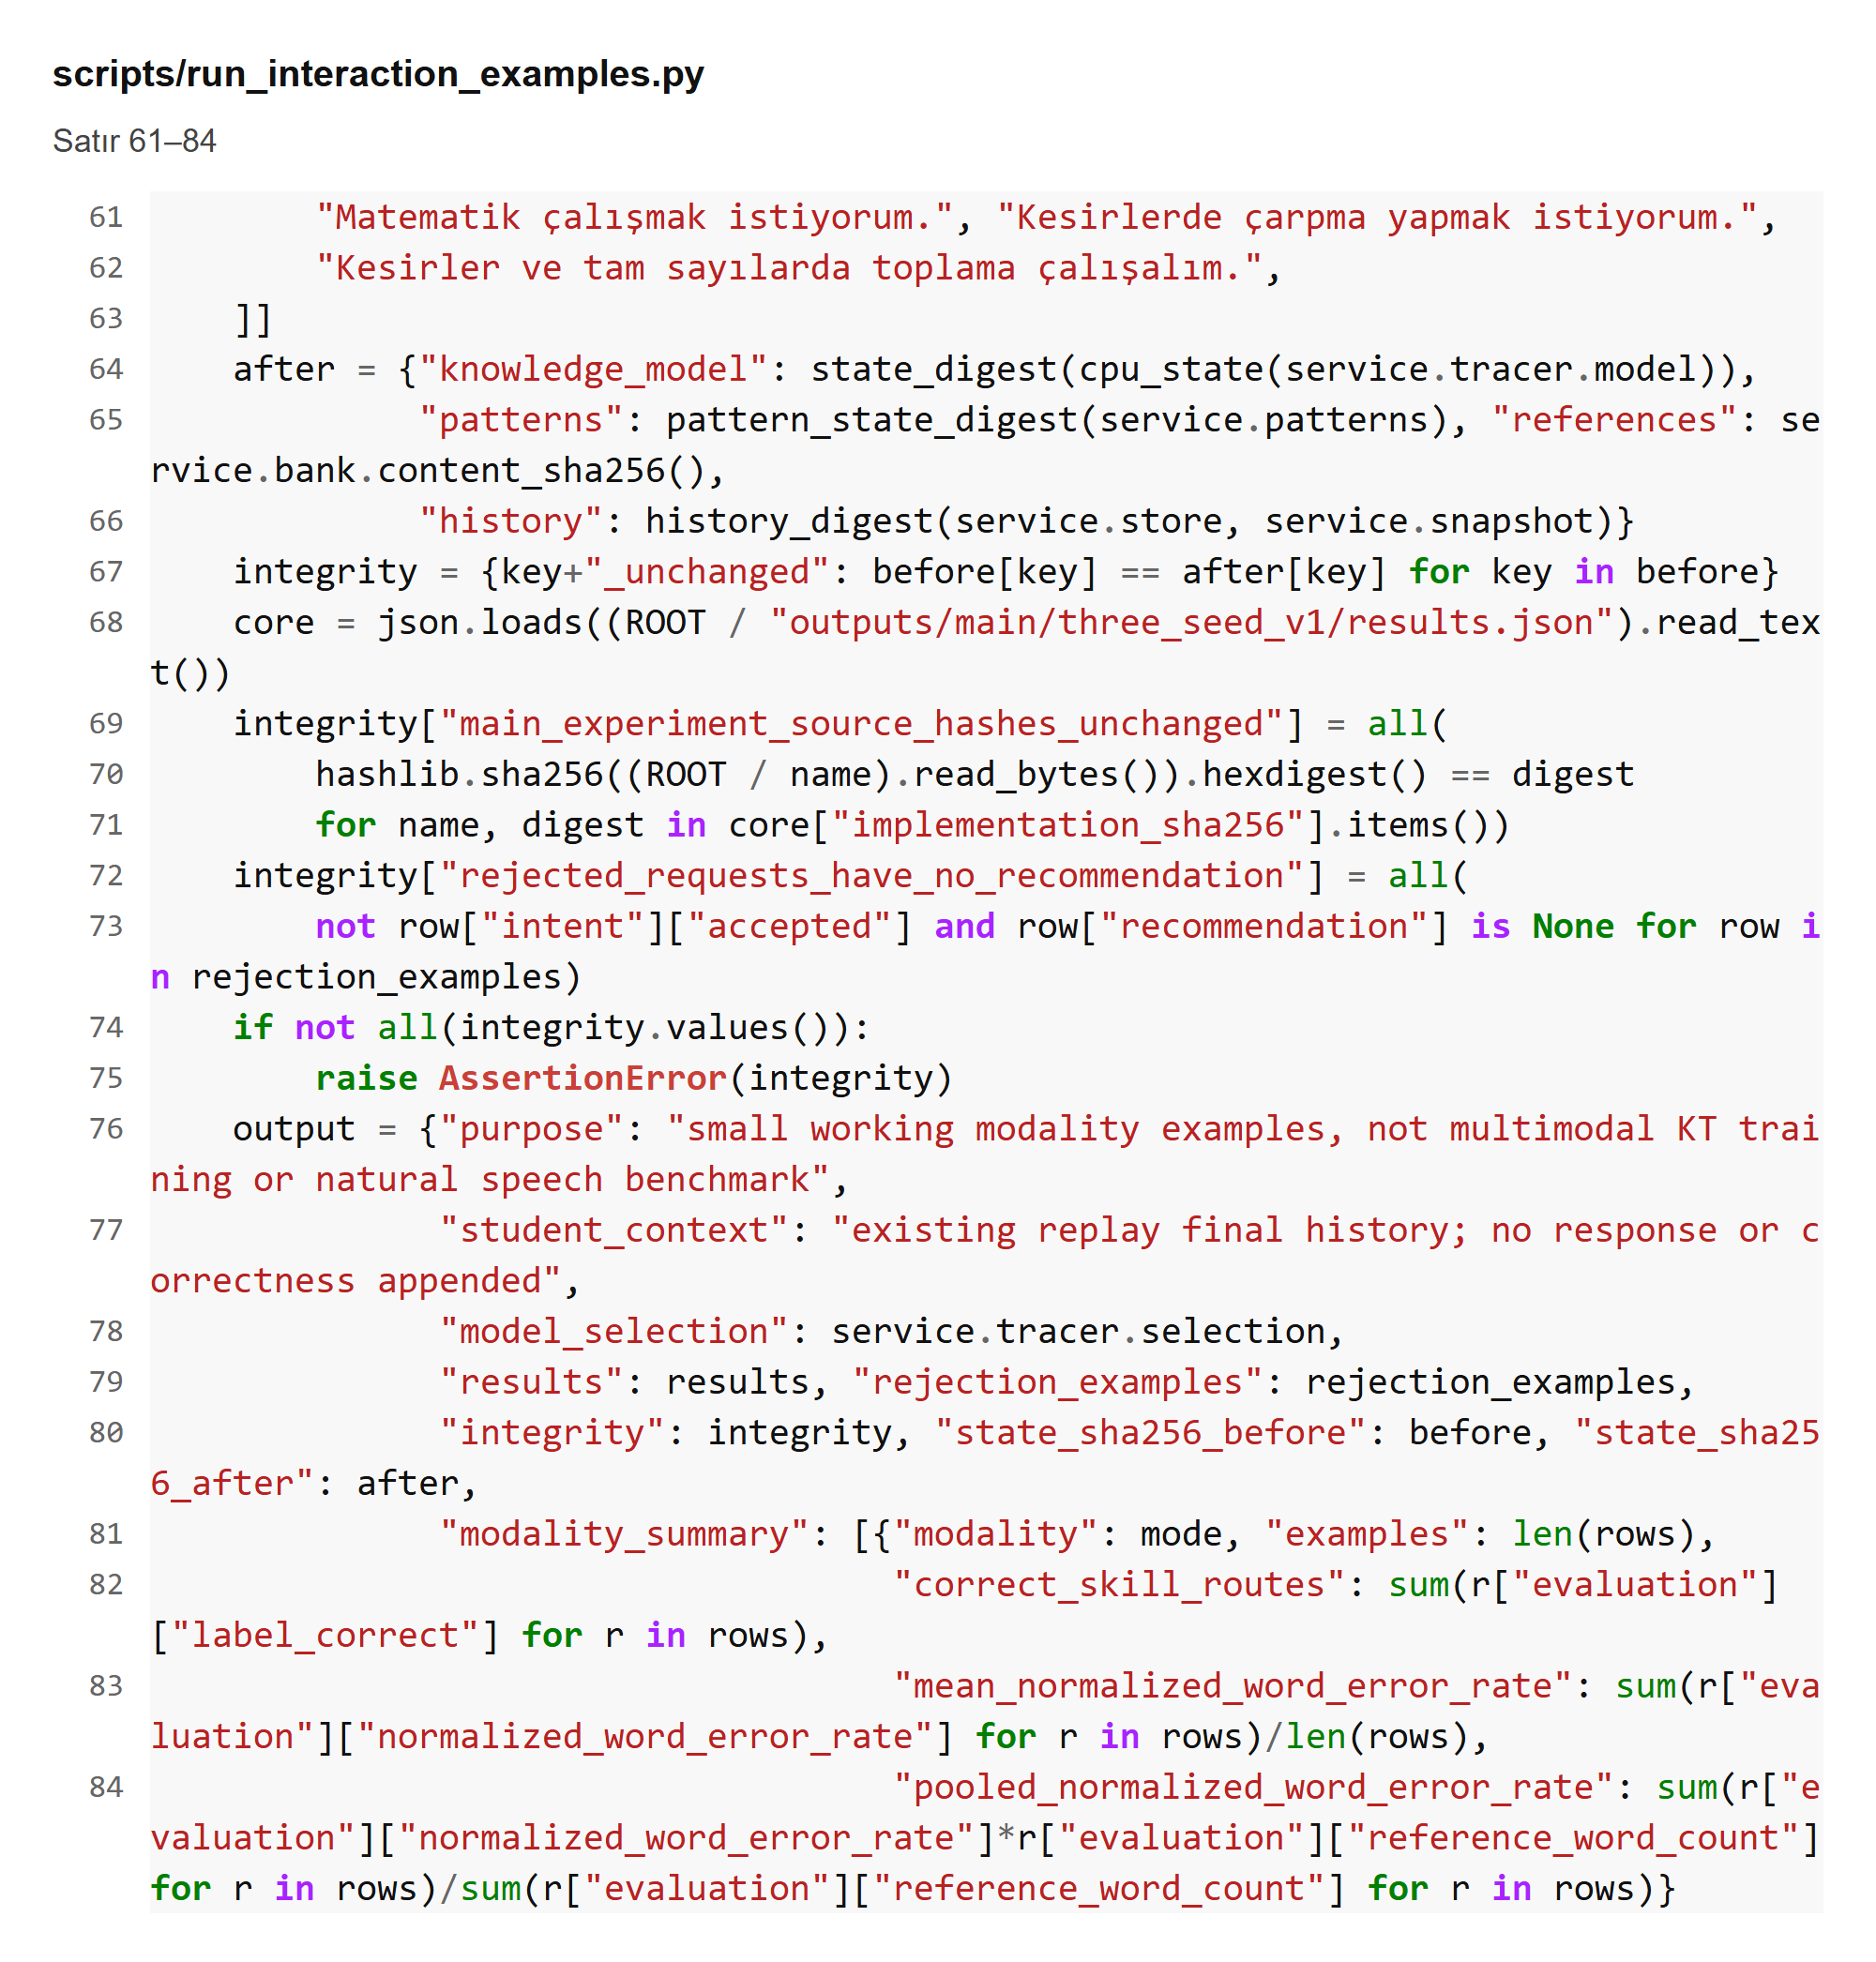 scripts/run_interaction_examples.py
Satır 61–84
61         "Matematik çalışmak istiyorum.", "Kesirlerde çarpma yapmak istiyorum.",
62         "Kesirler ve tam sayılarda toplama çalışalım.",
63     ]]
64     after = {"knowledge_model": state_digest(cpu_state(service.tracer.model)),
65              "patterns": pattern_state_digest(service.patterns), "references": se
rvice.bank.content_sha256(),
66              "history": history_digest(service.store, service.snapshot)}
67     integrity = {key+"_unchanged": before[key] == after[key] for key in before}
68     core = json.loads((ROOT / "outputs/main/three_seed_v1/results.json").read_tex
t())
69     integrity["main_experiment_source_hashes_unchanged"] = all(
70         hashlib.sha256((ROOT / name).read_bytes()).hexdigest() == digest
71         for name, digest in core["implementation_sha256"].items())
72     integrity["rejected_requests_have_no_recommendation"] = all(
73         not row["intent"]["accepted"] and row["recommendation"] is None for row i
n rejection_examples)
74     if not all(integrity.values()):
75         raise AssertionError(integrity)
76     output = {"purpose": "small working modality examples, not multimodal KT trai
ning or natural speech benchmark",
77               "student_context": "existing replay final history; no response or c
orrectness appended",
78               "model_selection": service.tracer.selection,
79               "results": results, "rejection_examples": rejection_examples,
80               "integrity": integrity, "state_sha256_before": before, "state_sha25
6_after": after,
81               "modality_summary": [{"modality": mode, "examples": len(rows),
82                                     "correct_skill_routes": sum(r["evaluation"]
["label_correct"] for r in rows),
83                                     "mean_normalized_word_error_rate": sum(r["eva
luation"]["normalized_word_error_rate"] for r in rows)/len(rows),
84                                     "pooled_normalized_word_error_rate": sum(r["e
valuation"]["normalized_word_error_rate"]*r["evaluation"]["reference_word_count"]
for r in rows)/sum(r["evaluation"]["reference_word_count"] for r in rows)}